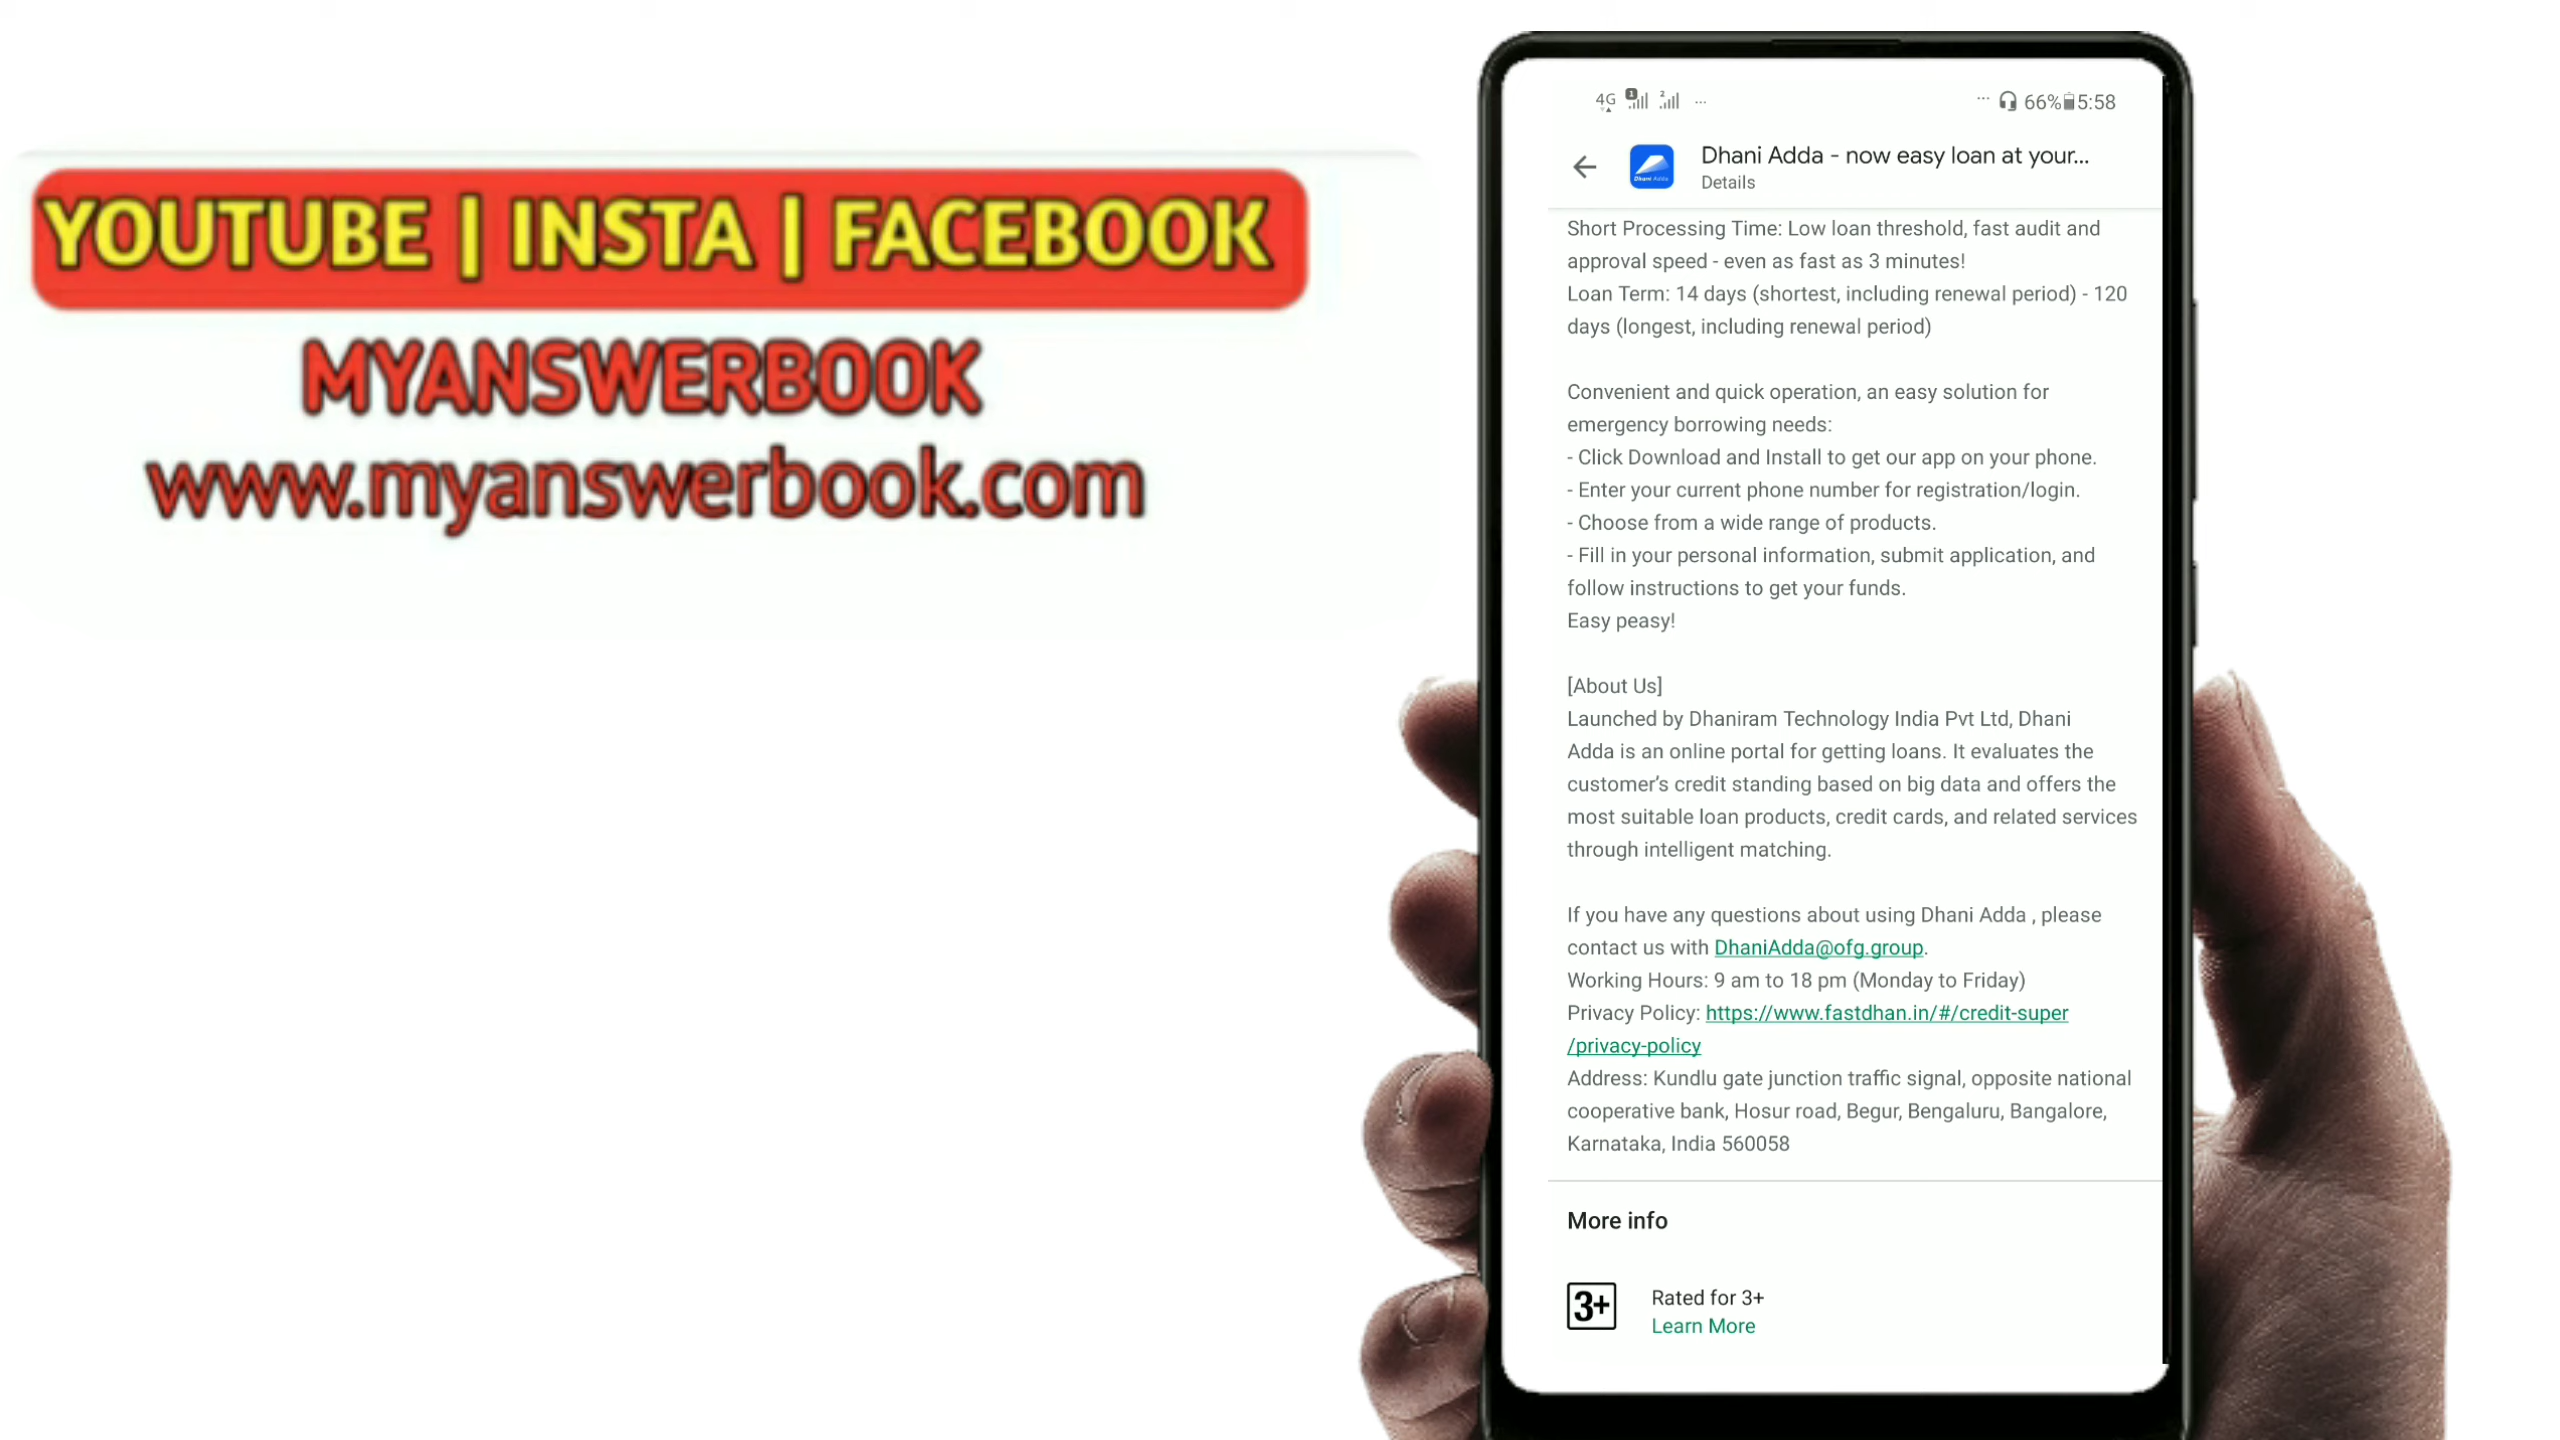 YOUTUBE | INSTA | FACEBOOK
MYANSWERBOOK
www.myanswerbook.com
4G 1 2 ... ... 66% 5:58
Dhani Adda - now easy loan at your...
Dhani Adda
Details
Short Processing Time: Low loan threshold, fast audit and
approval speed - even as fast as 3 minutes!
Loan Term: 14 days (shortest, including renewal period) - 120
days (longest, including renewal period)
Convenient and quick operation, an easy solution for
emergency borrowing needs:
- Click Download and Install to get our app on your phone.
- Enter your current phone number for registration/login.
- Choose from a wide range of products.
- Fill in your personal information, submit application, and
follow instructions to get your funds.
Easy peasy!
[About Us]
Launched by Dhaniram Technology India Pvt Ltd, Dhani
Adda is an online portal for getting loans. It evaluates the
customer's credit standing based on big data and offers the
most suitable loan products, credit cards, and related services
through intelligent matching.
If you have any questions about using Dhani Adda , please
contact us with DhaniAdda@ofg.group.
Working Hours: 9 am to 18 pm (Monday to Friday)
Privacy Policy: https://www.fastdhan.in/#/credit-super
/privacy-policy
Address: Kundlu gate junction traffic signal, opposite national
cooperative bank, Hosur road, Begur, Bengaluru, Bangalore,
Karnataka, India 560058
More info
3+
Rated for 3+
Learn More